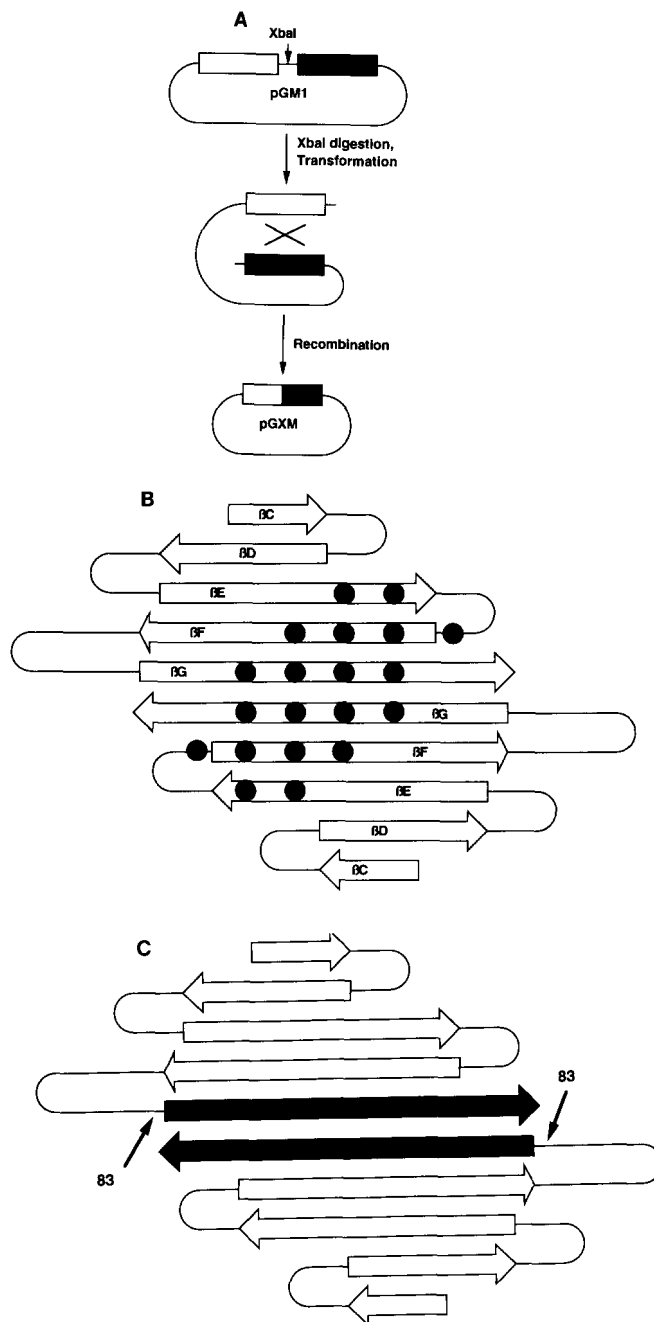 A
XbaI
pGM1
XbaI digestion,
Transformation
Recombination
pGXM
B
βC
βD
βE
βF
βG
βG
βF
βE
βD
βC
C
83
83